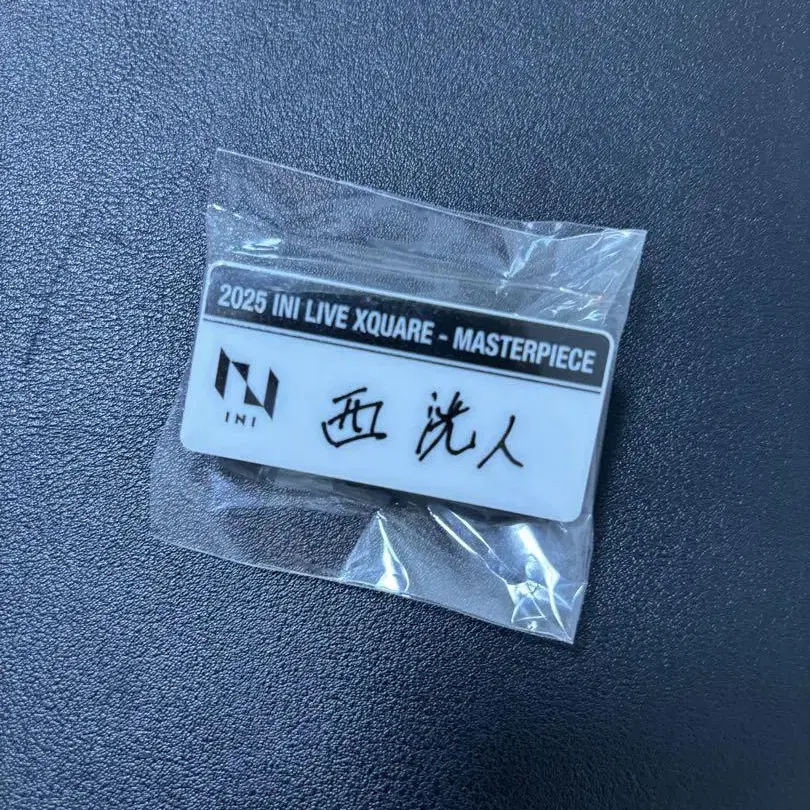 2025 INI LIVE XQUARE - MASTERPIECE
INI
西 洸人